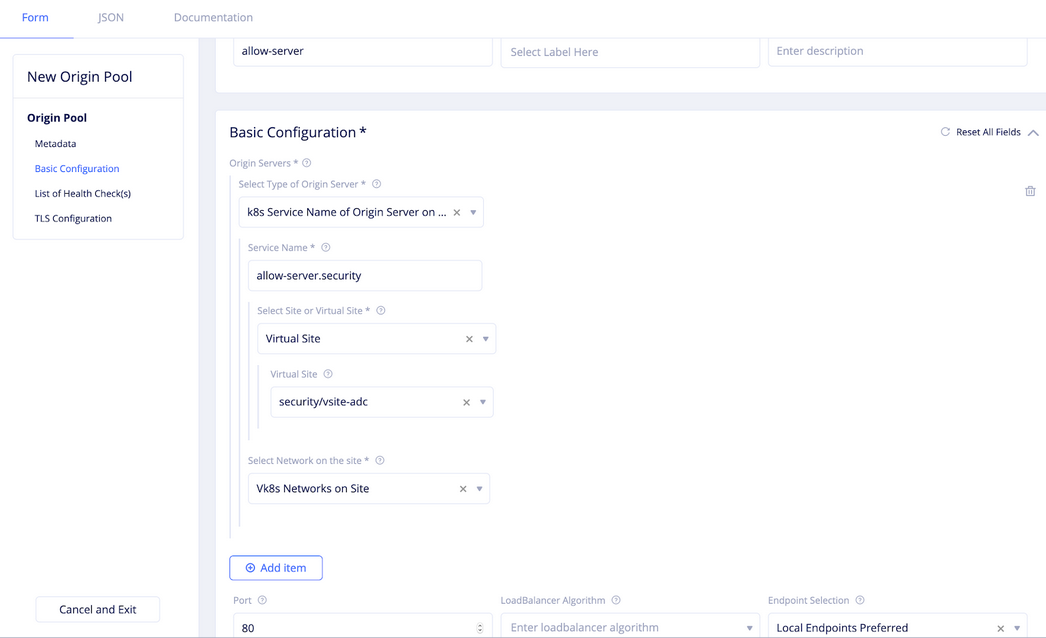 Form JSON Documentation
New Origin Pool
Origin Pool
Metadata
Basic Configuration
List of Health Check(s)
TLS Configuration
Cancel and Exit
allow-server Select Label Here Enter description
Basic Configuration *
Reset All Fields
Origin Servers *
Select Type of Origin Server *
k8s Service Name of Origin Server on ...
Service Name *
allow-server.security
Select Site or Virtual Site *
Virtual Site
Virtual Site
security/vsite-adc
Select Network on the site *
Vk8s Networks on Site
Add item
Port LoadBalancer Algorithm Endpoint Selection
80 Enter loadbalancer algorithm Local Endpoints Preferred